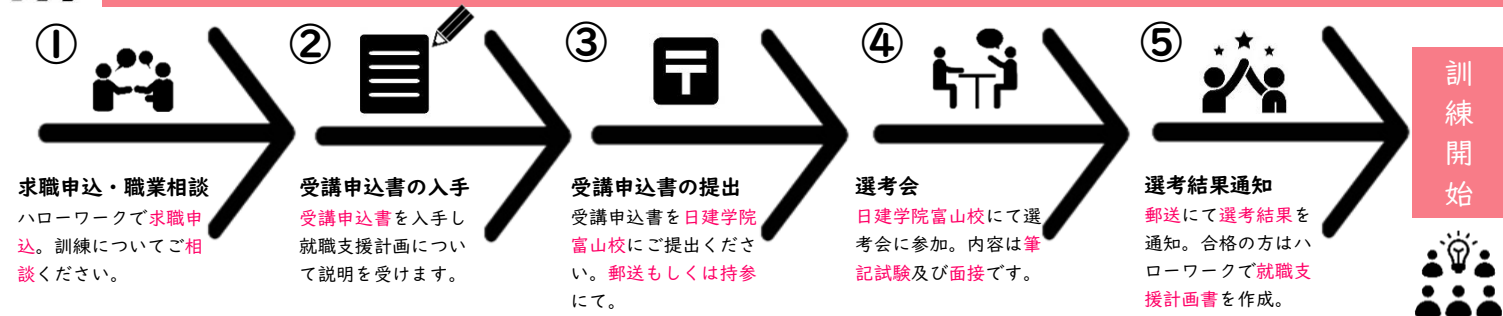 ①
求職申込・職業相談
ハローワークで求職申
込。訓練についてご相
談ください。
②
受講申込書の入手
受講申込書を入手し
就職支援計画につい
て説明を受けます。
③
〒
受講申込書の提出
受講申込書を日建学院
富山校にご提出くださ
い。郵送もしくは持参
にて。
④
選考会
日建学院富山校にて選
考会に参加。内容は筆
記試験及び面接です。
⑤
選考結果通知
郵送にて選考結果を
通知。合格の方はハ
ローワークで就職支
援計画書を作成。
訓練開始